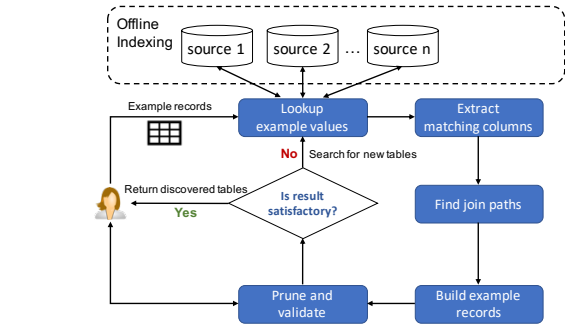 Offline
Indexing
source 1
source 2
...
source n
Example records
Lookup
example values
Extract
matching columns
No
Search for new tables
Return discovered tables
Yes
Is result
satisfactory?
Find join paths
Prune and
validate
Build example
records